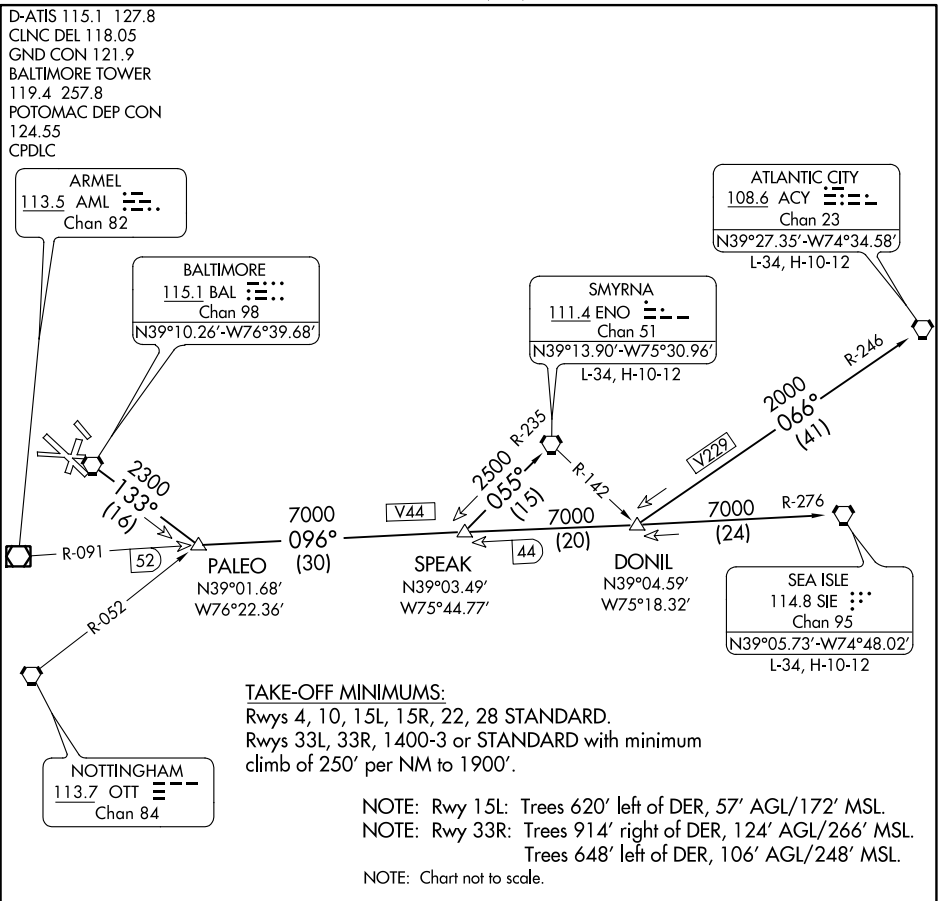 D-ATIS 115.1 127.8
CLNC DEL 118.05
GND CON 121.9
BALTIMORE TOWER
119.4 257.8
POTOMAC DEP CON
124.55
CPDLC
ARMEL
113.5 AML
Chan 82
ATLANTIC CITY
108.6 ACY
Chan 23
N39°27.35′-W74°34.58′
L-34, H-10-12
BALTIMORE
115.1 BAL
Chan 98
N39°10.26′-W76°39.68′
SMYRNA
111.4 ENO
Chan 51
N39°13.90′-W75°30.96′
L-34, H-10-12
R-246
2000
066°
(41)
V229
R-235
2500
055°
(15)
R-142
2300
133°
(16)
7000
096°
(30)
V44
7000
(20)
44
7000
(24)
R-276
R-091
52
PALEO
N39°01.68′
W76°22.36′
SPEAK
N39°03.49′
W75°44.77′
DONIL
N39°04.59′
W75°18.32′
SEA ISLE
114.8 SIE
Chan 95
N39°05.73′-W74°48.02′
L-34, H-10-12
R-052
NOTTINGHAM
113.7 OTT
Chan 84
TAKE-OFF MINIMUMS:
Rwys 4, 10, 15L, 15R, 22, 28 STANDARD.
Rwys 33L, 33R, 1400-3 or STANDARD with minimum
climb of 250′ per NM to 1900′.
NOTE: Rwy 15L: Trees 620′ left of DER, 57′ AGL/172′ MSL.
NOTE: Rwy 33R: Trees 914′ right of DER, 124′ AGL/266′ MSL.
Trees 648′ left of DER, 106′ AGL/248′ MSL.
NOTE: Chart not to scale.